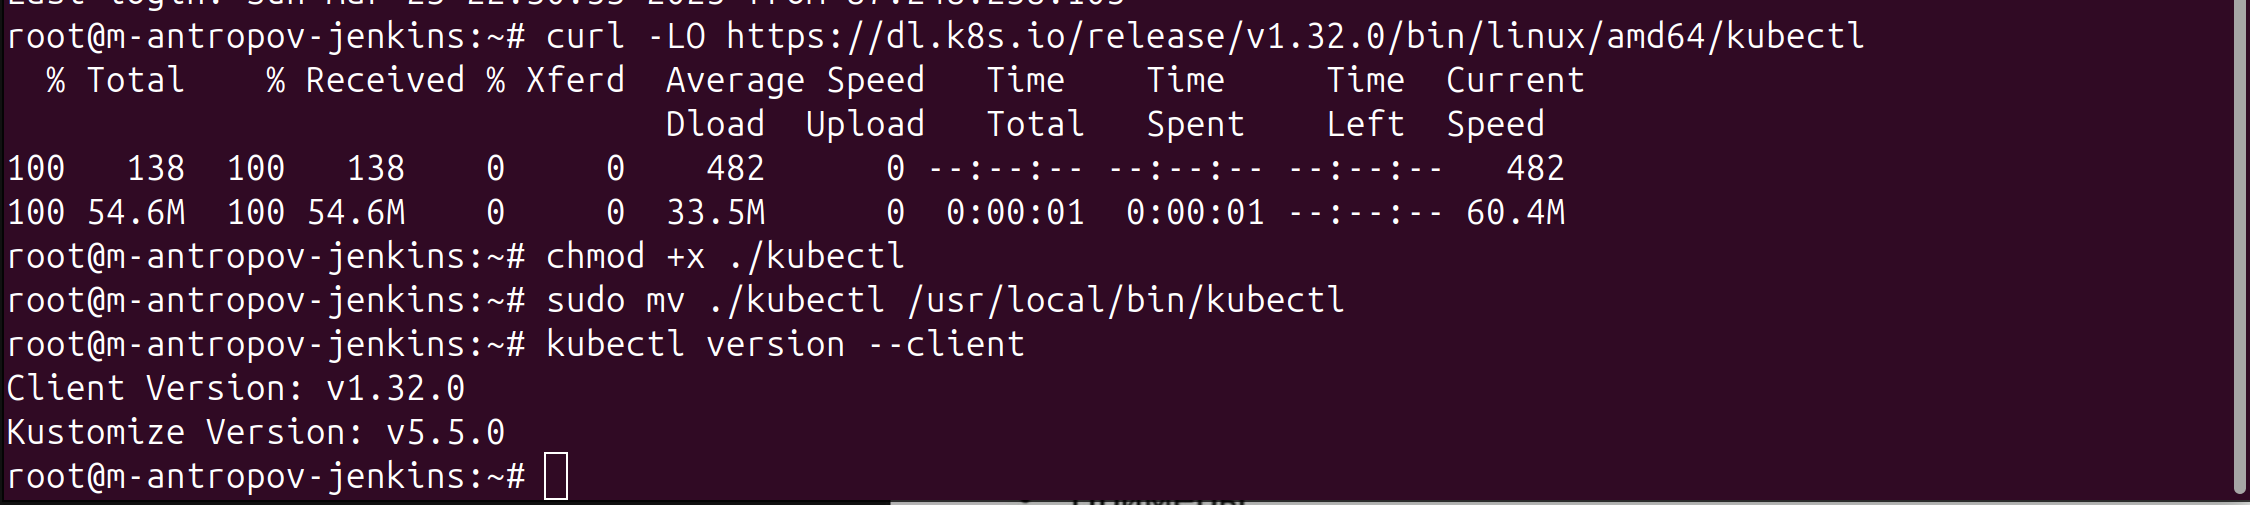 root@m-antropov-jenkins:~# curl -LO https://dl.k8s.io/release/v1.32.0/bin/linux/amd64/kubectl
  % Total    % Received % Xferd  Average Speed   Time    Time     Time  Current
                                 Dload  Upload   Total   Spent    Left  Speed
100   138  100   138    0     0    482      0 --:--:-- --:--:-- --:--:--   482
100 54.6M  100 54.6M    0     0  33.5M      0  0:00:01  0:00:01 --:--:-- 60.4M
root@m-antropov-jenkins:~# chmod +x ./kubectl
root@m-antropov-jenkins:~# sudo mv ./kubectl /usr/local/bin/kubectl
root@m-antropov-jenkins:~# kubectl version --client
Client Version: v1.32.0
Kustomize Version: v5.5.0
root@m-antropov-jenkins:~#